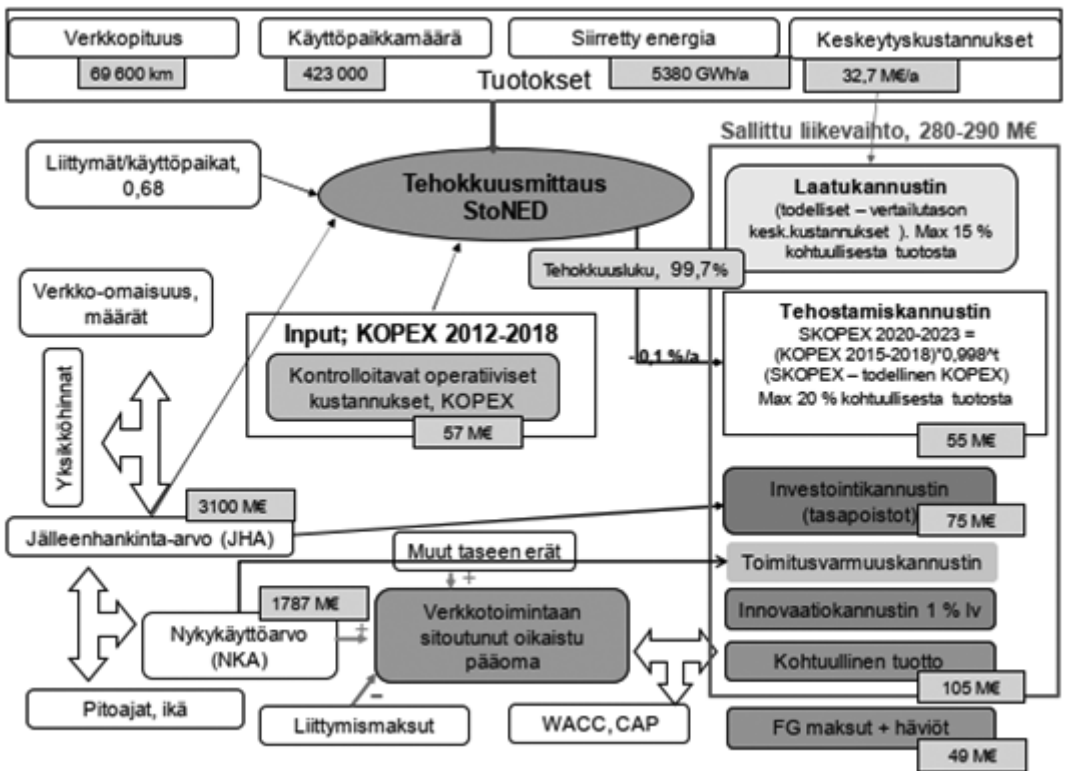 Verkkopituus
69 600 km
Käyttöpaikkamäärä
423 000
Siirretty energia
5380 GWh/a
Keskeytyskustannukset
32,7 M€/a
Tuotokset
Sallittu liikevaihto, 280-290 M€
Liittymät/käyttöpaikat,
0,68
Tehokkuusmittaus
StoNED
Laatukannustin
(todelliset – vertailutason
kesk.kustannukset ). Max 15 %
kohtuullisesta tuotosta
Tehokkuusluku, 99,7%
Verkko-omaisuus,
määrät
Input; KOPEX 2012-2018
Kontrolloitavat operatiiviset
kustannukset, KOPEX
57 M€
- 0,1 %/a
Tehostamiskannustin
SKOPEX 2020-2023 =
(KOPEX 2015-2018)*0,998^t
(SKOPEX – todellinen KOPEX)
Max 20 % kohtuullisesta tuotosta
55 M€
Yksikköhinnat
3100 M€
Jälleenhankinta-arvo (JHA)
Investointikannustin
(tasapoistot)
75 M€
Muut taseen erät
+
Toimitusvarmuuskannustin
1787 M€
Nykykäyttöarvo
(NKA)
+
Verkkotoimintaan
sitoutunut oikaistu
pääoma
Innovaatiokannustin 1 % lv
Kohtuullinen tuotto
105 M€
Pitoajat, ikä
–
Liittymismaksut
WACC, CAP
FG maksut + häviöt
49 M€